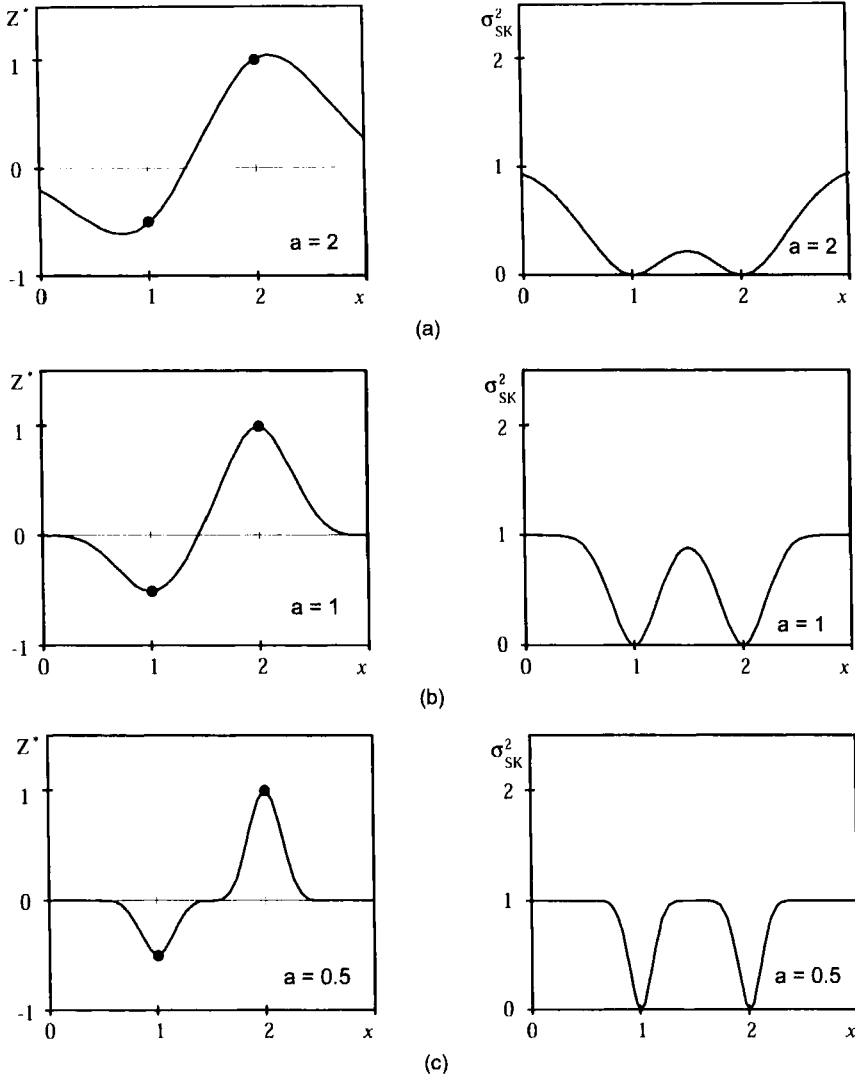 Z* σ²SK
1 2
0 1
a = 2 a = 2
-1 0
0 1 2 x 0 1 2 x
(a)
Z* σ²SK
1 2
0 1
a = 1 a = 1
-1 0
0 1 2 x 0 1 2 x
(b)
Z* σ²SK
1 2
0 1
a = 0.5 a = 0.5
-1 0
0 1 2 x 0 1 2 x
(c)